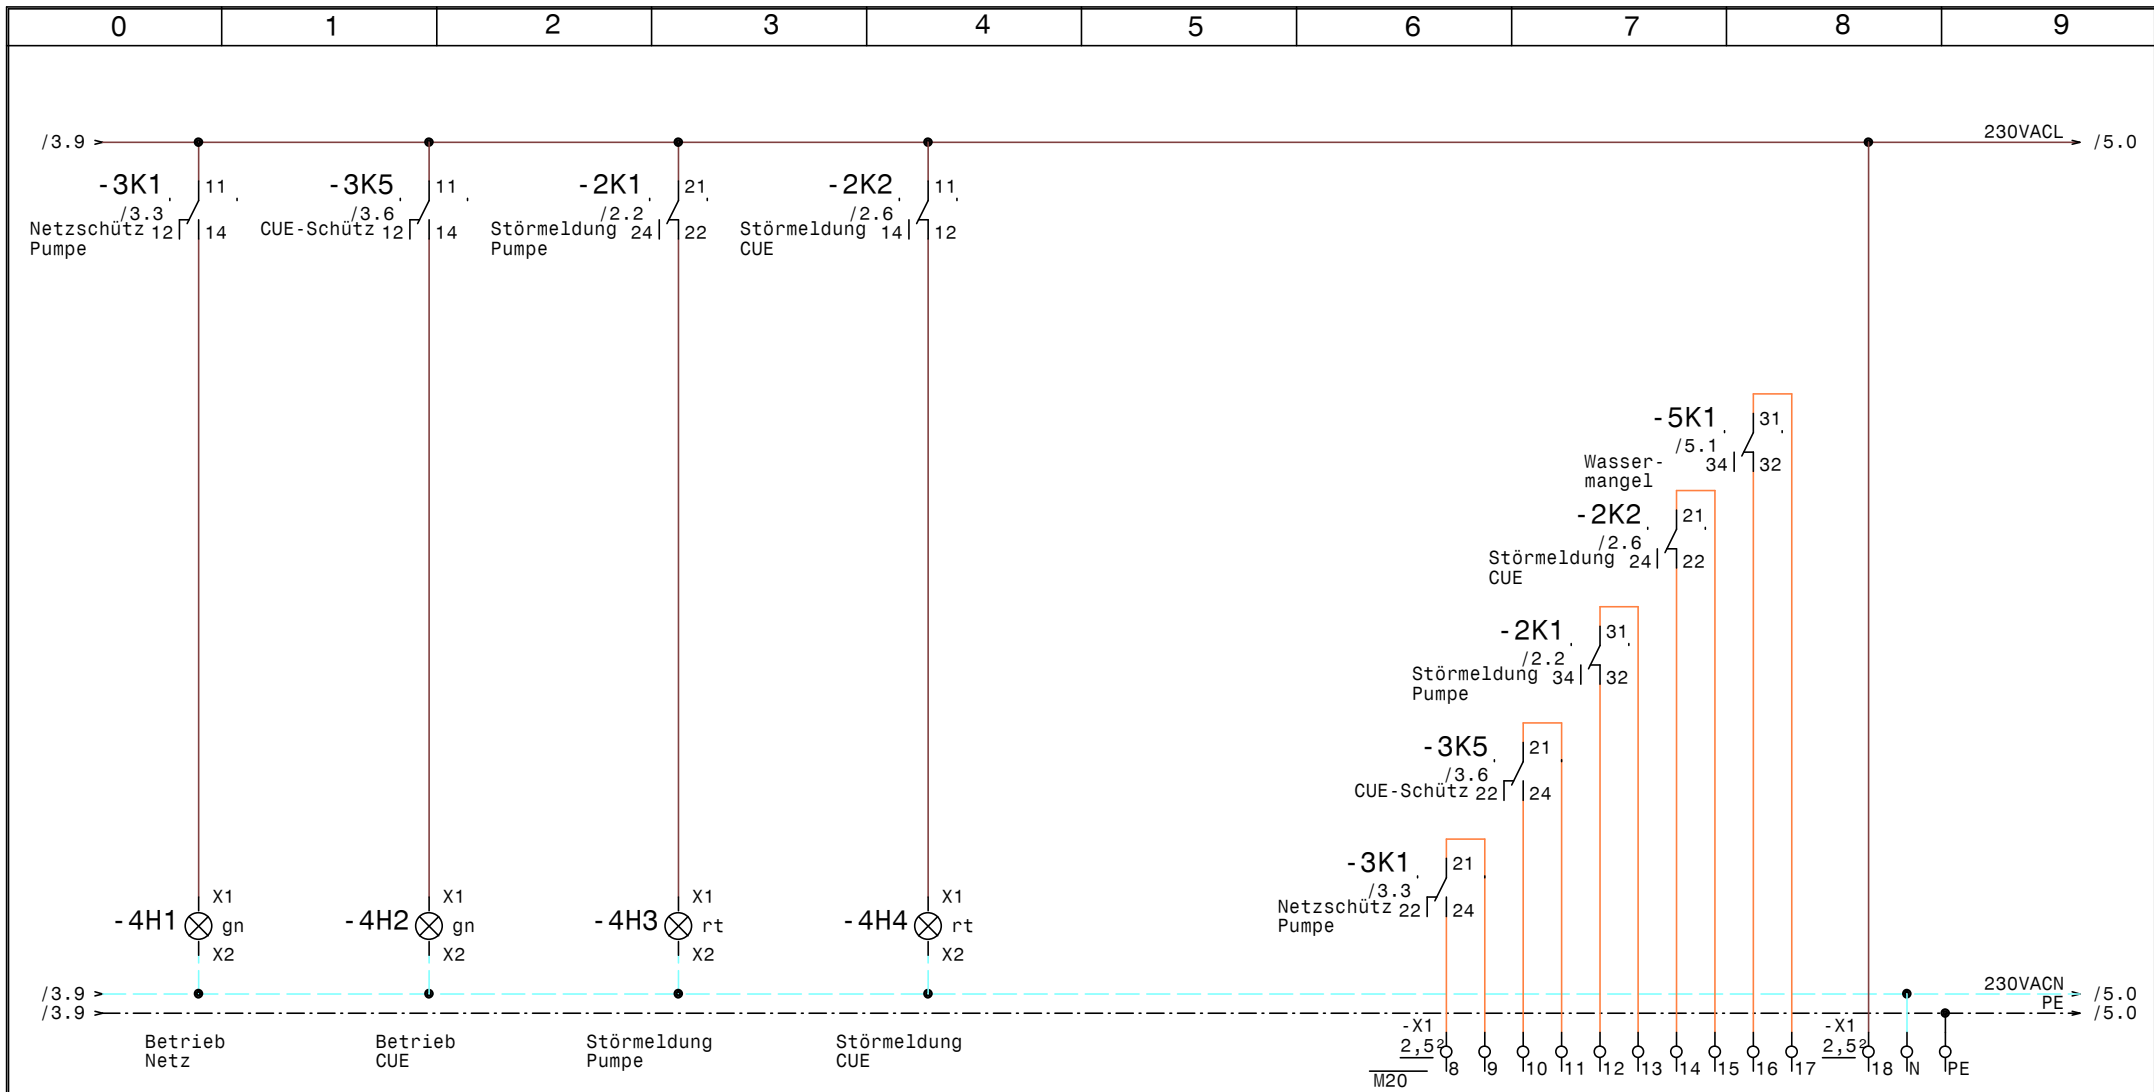 0 1 2 3 4 5 6 7 8 9
/3.9 230VACL /5.0
-3K1 11
/3.3
Netzschütz 12 14
Pumpe
-3K5 11
/3.6
CUE-Schütz 12 14
-2K1 21
/2.2
Störmeldung 24 22
Pumpe
-2K2 11
/2.6
Störmeldung 14 12
CUE
-5K1 31
/5.1
Wasser- 34 32
mangel
-2K2 21
/2.6
Störmeldung 24 22
CUE
-2K1 31
/2.2
Störmeldung 34 32
Pumpe
-3K5 21
/3.6
CUE-Schütz 22 24
-3K1 21
/3.3
Netzschütz 22 24
Pumpe
X1
-4H1 gn
X2
X1
-4H2 gn
X2
X1
-4H3 rt
X2
X1
-4H4 rt
X2
/3.9 230VACN /5.0
/3.9 PE /5.0
Betrieb
Netz
Betrieb
CUE
Störmeldung
Pumpe
Störmeldung
CUE
-X1
2,5²
M20
8 9 10 11 12 13 14 15 16 17
-X1
2,5²
18 N PE